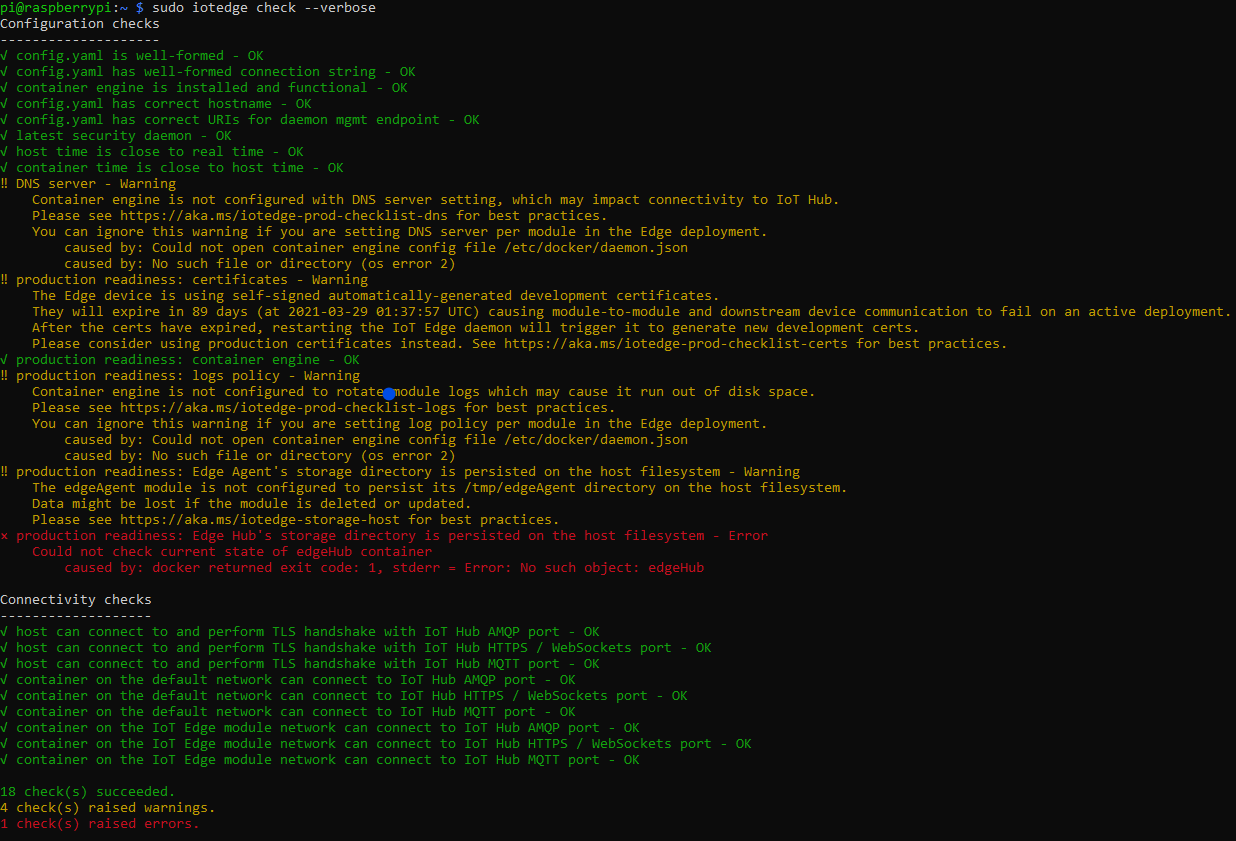 pi@raspberrypi:~ $ sudo iotedge check --verbose
Configuration checks
--------------------
√ config.yaml is well-formed - OK
√ config.yaml has well-formed connection string - OK
√ container engine is installed and functional - OK
√ config.yaml has correct hostname - OK
√ config.yaml has correct URIs for daemon mgmt endpoint - OK
√ latest security daemon - OK
√ host time is close to real time - OK
√ container time is close to host time - OK
‼ DNS server - Warning
    Container engine is not configured with DNS server setting, which may impact connectivity to IoT Hub.
    Please see https://aka.ms/iotedge-prod-checklist-dns for best practices.
    You can ignore this warning if you are setting DNS server per module in the Edge deployment.
        caused by: Could not open container engine config file /etc/docker/daemon.json
        caused by: No such file or directory (os error 2)
‼ production readiness: certificates - Warning
    The Edge device is using self-signed automatically-generated development certificates.
    They will expire in 89 days (at 2021-03-29 01:37:57 UTC) causing module-to-module and downstream device communication to fail on an active deployment.
    After the certs have expired, restarting the IoT Edge daemon will trigger it to generate new development certs.
    Please consider using production certificates instead. See https://aka.ms/iotedge-prod-checklist-certs for best practices.
√ production readiness: container engine - OK
‼ production readiness: logs policy - Warning
    Container engine is not configured to rotate module logs which may cause it run out of disk space.
    Please see https://aka.ms/iotedge-prod-checklist-logs for best practices.
    You can ignore this warning if you are setting log policy per module in the Edge deployment.
        caused by: Could not open container engine config file /etc/docker/daemon.json
        caused by: No such file or directory (os error 2)
‼ production readiness: Edge Agent's storage directory is persisted on the host filesystem - Warning
    The edgeAgent module is not configured to persist its /tmp/edgeAgent directory on the host filesystem.
    Data might be lost if the module is deleted or updated.
    Please see https://aka.ms/iotedge-storage-host for best practices.
× production readiness: Edge Hub's storage directory is persisted on the host filesystem - Error
    Could not check current state of edgeHub container
        caused by: docker returned exit code: 1, stderr = Error: No such object: edgeHub

Connectivity checks
-------------------
√ host can connect to and perform TLS handshake with IoT Hub AMQP port - OK
√ host can connect to and perform TLS handshake with IoT Hub HTTPS / WebSockets port - OK
√ host can connect to and perform TLS handshake with IoT Hub MQTT port - OK
√ container on the default network can connect to IoT Hub AMQP port - OK
√ container on the default network can connect to IoT Hub HTTPS / WebSockets port - OK
√ container on the default network can connect to IoT Hub MQTT port - OK
√ container on the IoT Edge module network can connect to IoT Hub AMQP port - OK
√ container on the IoT Edge module network can connect to IoT Hub HTTPS / WebSockets port - OK
√ container on the IoT Edge module network can connect to IoT Hub MQTT port - OK

18 check(s) succeeded.
4 check(s) raised warnings.
1 check(s) raised errors.